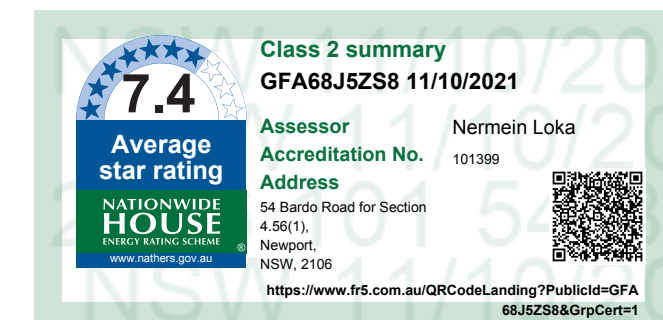 7.4
Average
star rating
NATIONWIDE
HOUSE
ENERGY RATING SCHEME
®
www.nathers.gov.au
Class 2 summary
GFA68J5ZS8 11/10/2021
Assessor Nermein Loka
Accreditation No. 101399
Address
54 Bardo Road for Section
4.56(1),
Newport,
NSW, 2106
https://www.fr5.com.au/QRCodeLanding?PublicId=GFA
68J5ZS8&GrpCert=1